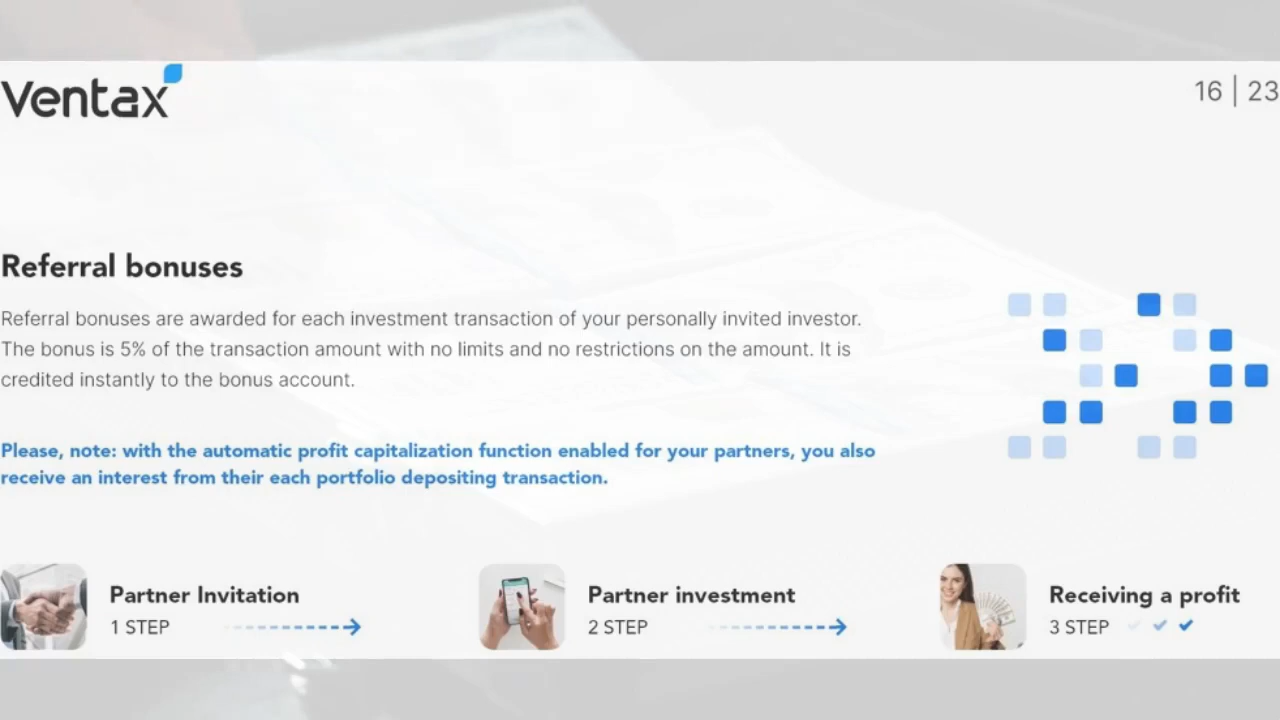 Ventax
16 | 23
Referral bonuses
Referral bonuses are awarded for each investment transaction of your personally invited investor.
The bonus is 5% of the transaction amount with no limits and no restrictions on the amount. It is
credited instantly to the bonus account.
Please, note: with the automatic profit capitalization function enabled for your partners, you also
receive an interest from their each portfolio depositing transaction.
Partner Invitation
1 STEP
Partner investment
2 STEP
Receiving a profit
3 STEP